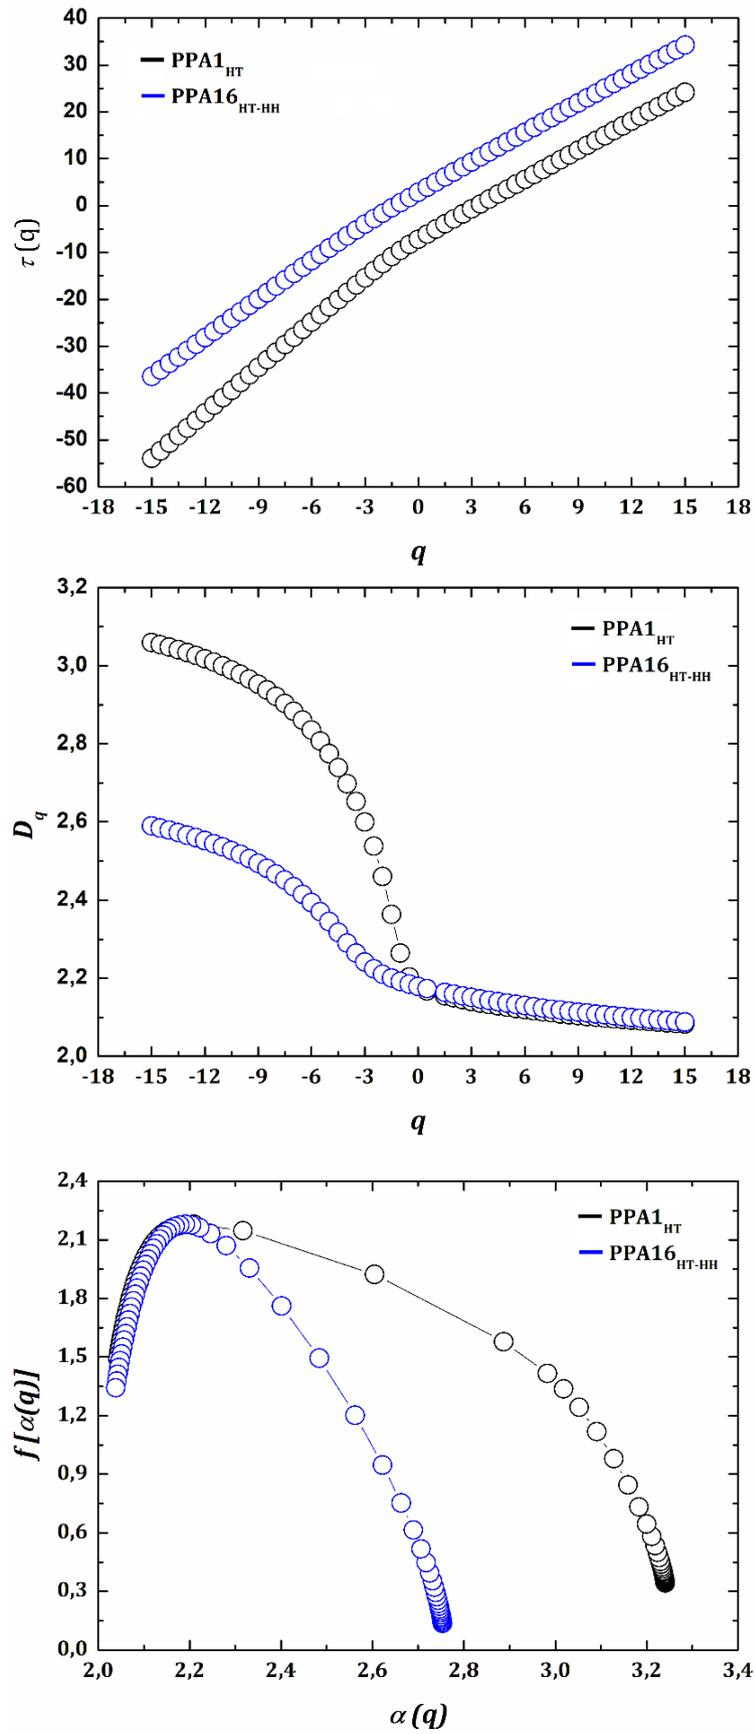 40
30
20
10
0
-10
-20
-30
-40
-50
-60
τ(q)
PPA1HT
PPA16HT-HH
-18 -15 -12 -9 -6 -3 0 3 6 9 12 15 18
q
3,2
3,0
2,8
2,6
2,4
2,2
2,0
Dq
PPA1HT
PPA16HT-HH
-18 -15 -12 -9 -6 -3 0 3 6 9 12 15 18
q
2,4
2,1
1,8
1,5
1,2
0,9
0,6
0,3
0,0
f[α(q)]
PPA1HT
PPA16HT-HH
2,0 2,2 2,4 2,6 2,8 3,0 3,2 3,4
α(q)